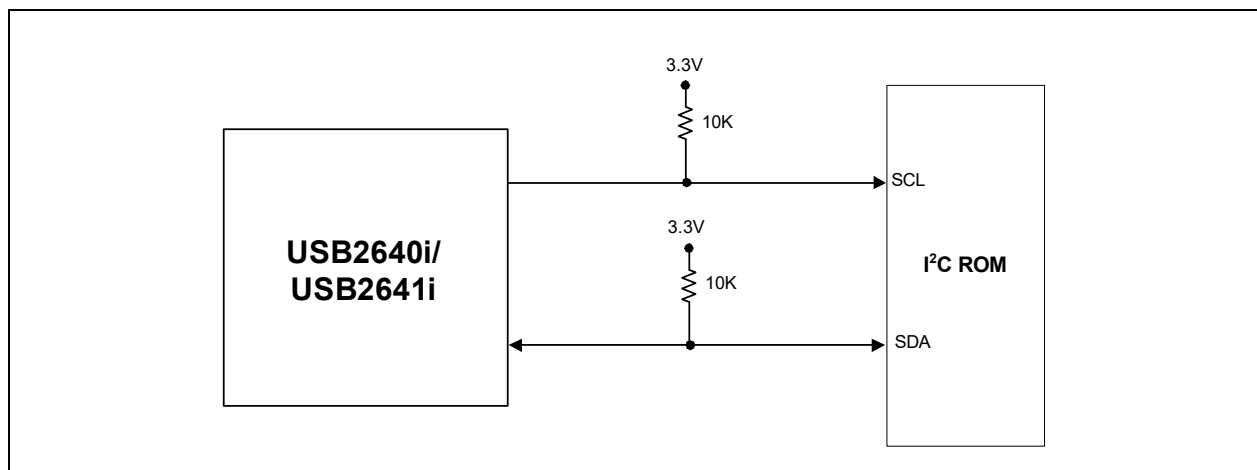 3.3V
10K
SCL
3.3V
USB2640i/
USB2641i
I²C ROM
10K
SDA